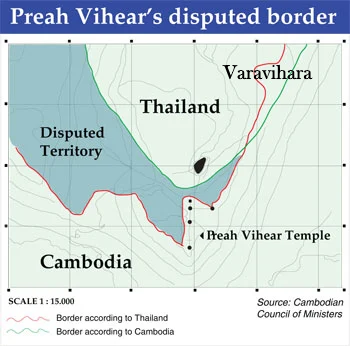 Preah Vihear's disputed border
Varavihara
Thailand
Disputed
Territory
Preah Vihear Temple
Cambodia
SCALE 1 : 15.000
Source: Cambodian
Council of Ministers
Border according to Thailand
Border according to Cambodia